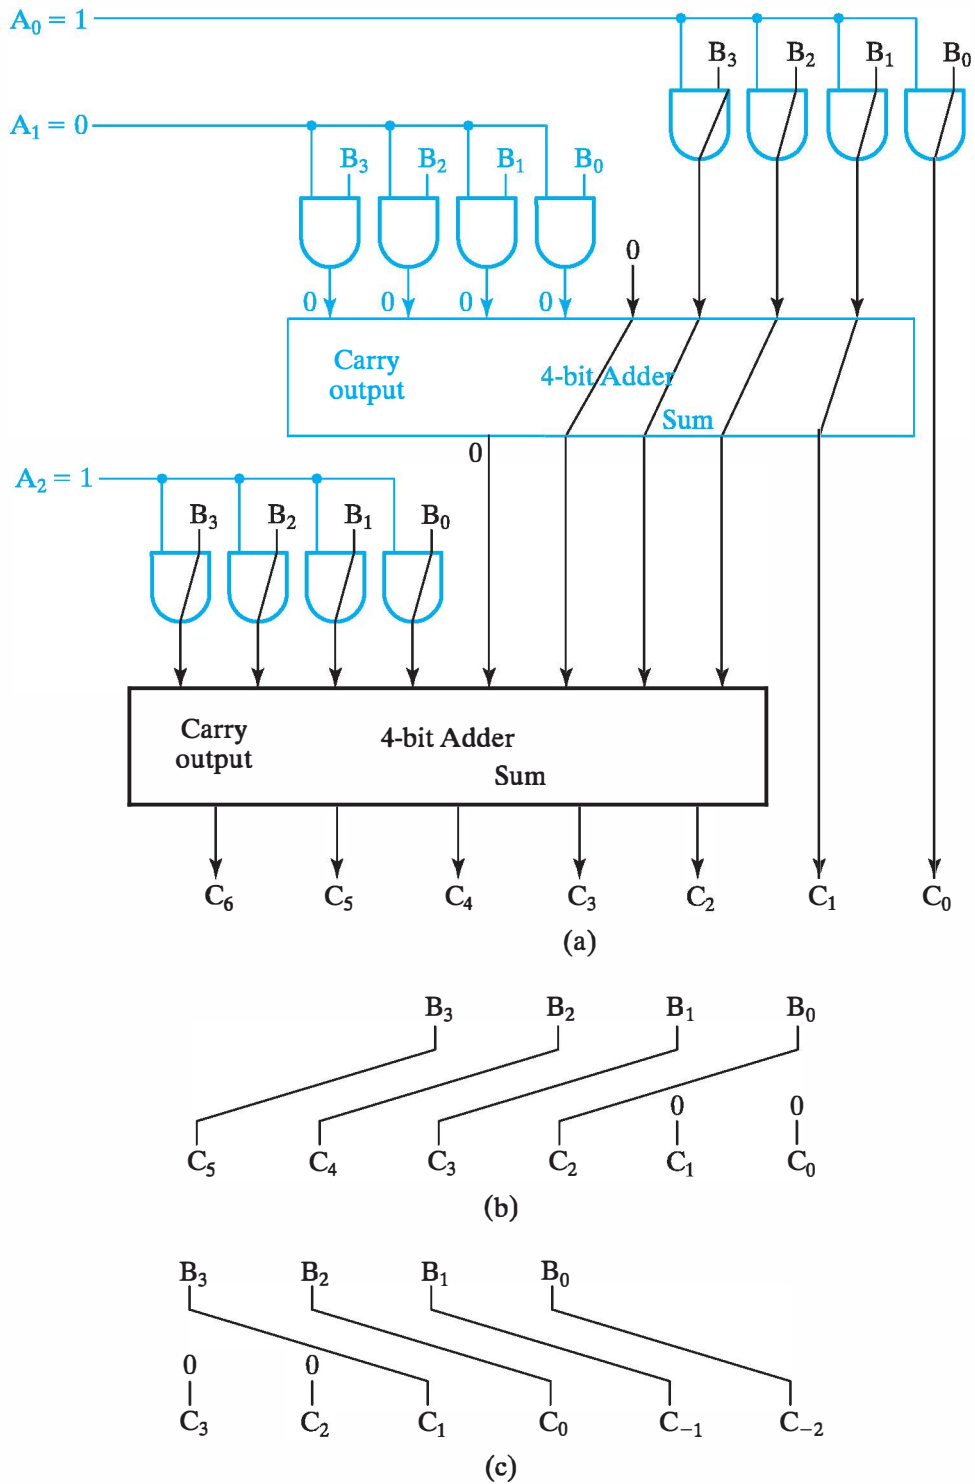 A₀ = 1
B₃ B₂ B₁ B₀
A₁ = 0
B₃ B₂ B₁ B₀
0
0 0 0 0
Carry output 4-bit Adder
Sum
0
A₂ = 1
B₃ B₂ B₁ B₀
Carry output 4-bit Adder
Sum
C₆ C₅ C₄ C₃ C₂ C₁ C₀
(a)
B₃ B₂ B₁ B₀
0 0
C₅ C₄ C₃ C₂ C₁ C₀
(b)
B₃ B₂ B₁ B₀
0 0
C₃ C₂ C₁ C₀ C₋₁ C₋₂
(c)